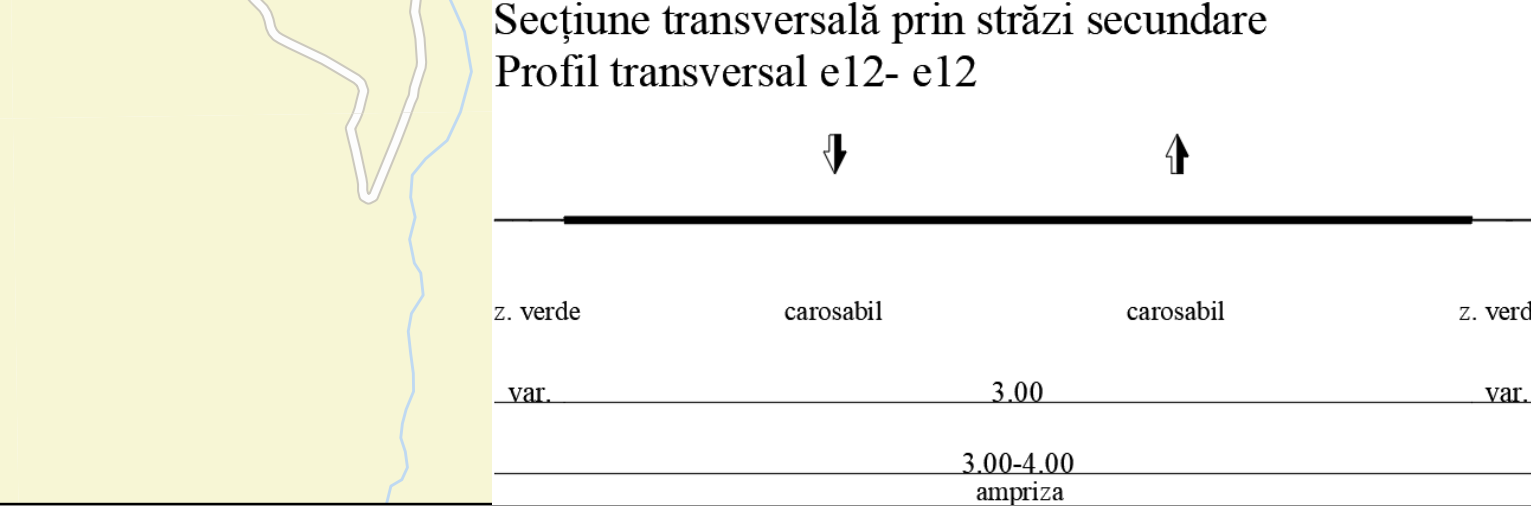 Secțiune transversală prin străzi secundare
Profil transversal e12- e12
z. verde carosabil carosabil z. verd
var. 3.00 var.
3.00-4.00
ampriza